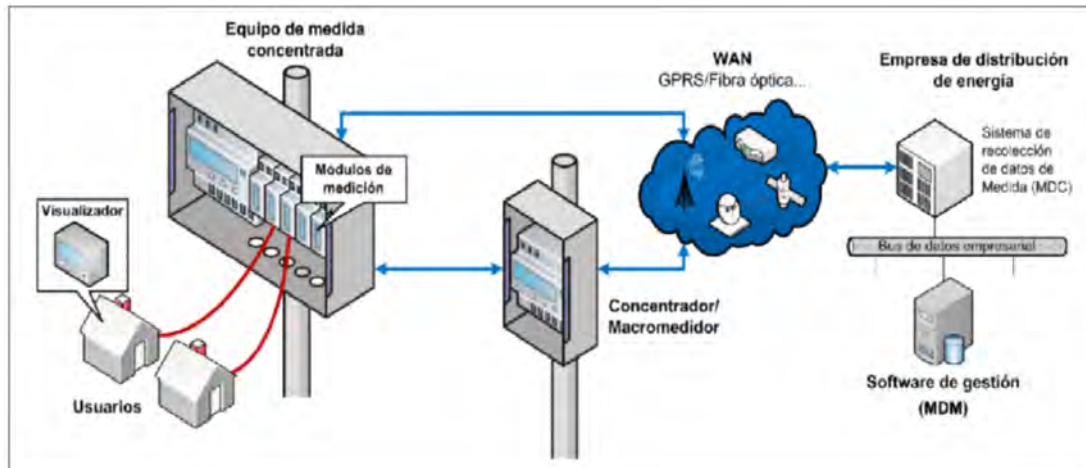 Equipo de medida
concentrada
Módulos de
medición
Visualizador
Usuarios
Concentrador/
Macromedidor
WAN
GPRS/Fibra óptica...
Empresa de distribución
de energía
Sistema de
recolección
de datos de
Medida (MDC)
Bus de datos empresarial
Software de gestión
(MDM)